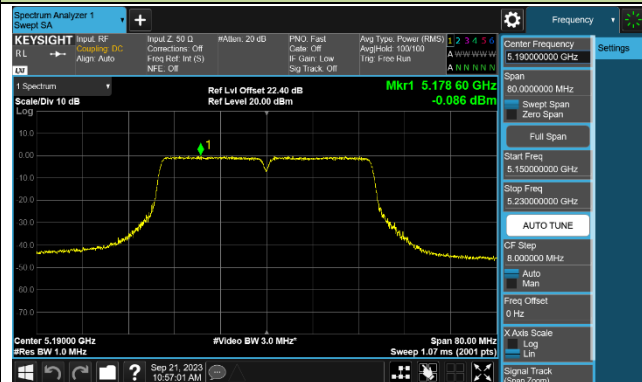 Spectrum Analyzer 1
Swept SA
Frequency
KEYSIGHT
RL
Input: RF
Coupling: DC
Align: Auto
Input Z: 50 Ω
Corrections: Off
Freq Ref: Int (S)
NFE: Off
#Atten: 20 dB
PNO: Fast
Gate: Off
IF Gain: Low
Sig Track: Off
Avg Type: Power (RMS)
Avg|Hold: 100/100
Trig: Free Run
1 2 3 4 5 6
A W W W W W
A N N N N N
LXI
1 Spectrum
Scale/Div 10 dB
Log
Ref Lvl Offset 22.40 dB
Ref Level 20.00 dBm
Mkr1 5.178 60 GHz
-0.086 dBm
1
10.0
0.00
-10.0
-20.0
-30.0
-40.0
-50.0
-60.0
-70.0
Center 5.19000 GHz
#Res BW 1.0 MHz
#Video BW 3.0 MHz*
Span 80.00 MHz
Sweep 1.07 ms (2001 pts)
Sep 21, 2023
10:57:01 AM
Center Frequency
5.190000000 GHz
Settings
Span
80.0000000 MHz
Swept Span
Zero Span
Full Span
Start Freq
5.150000000 GHz
Stop Freq
5.230000000 GHz
AUTO TUNE
CF Step
8.000000 MHz
Auto
Man
Freq Offset
0 Hz
X Axis Scale
Log
Lin
Signal Track
(Span Zoom)